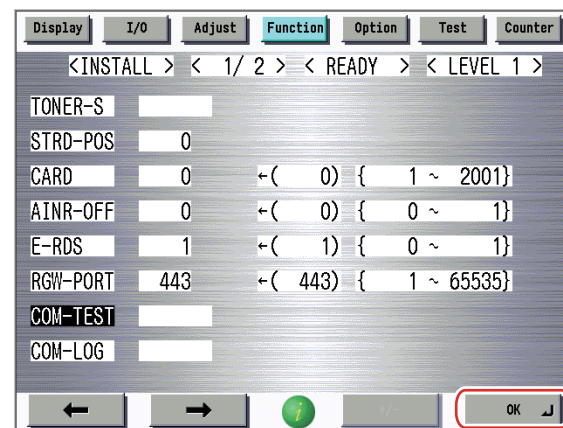 Display I/O Adjust Function Option Test Counter
<INSTALL > < 1/ 2 > < READY > < LEVEL 1 >
TONER-S
STRD-POS 0
CARD 0 ←( 0) { 1 ~ 2001}
AINR-OFF 0 ←( 0) { 0 ~ 1}
E-RDS 1 ←( 1) { 0 ~ 1}
RGW-PORT 443 ←( 443) { 1 ~ 65535}
COM-TEST
COM-LOG
← → i +/- OK ┘